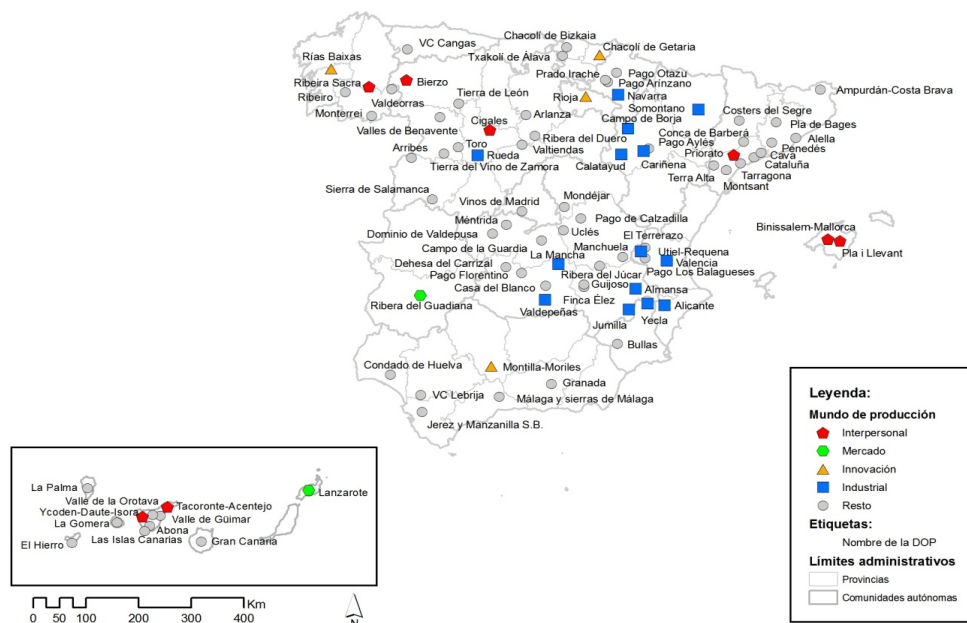 Chacolí de Bizkaia
VC Cangas
Chacolí de Getaria
Txakolí de Álava
Rías Baixas
Prado Irache
Pago Otazu
Ribeira Sacra
Bierzo
Pago Arínzano
Ampurdán-Costa Brava
Ribeiro
Valdeorras
Tierra de León
Rioja
Navarra
Somontano
Costers del Segre
Monterrei
Cigales
Arlanza
Campo de Borja
Pla de Bages
Valles de Benavente
Ribera del Duero
Conca de Barberá
Alella
Arribes
Toro
Valtiendas
Pago Aylés
Priorato
Penedés
Rueda
Cava
Tierra del Vino de Zamora
Calatayud
Cariñena
Cataluña
Terra Alta
Tarragona
Montsant
Sierra de Salamanca
Vinos de Madrid
Mondéjar
Méntrida
Pago de Calzadilla
Binissalem-Mallorca
Dominio de Valdepusa
Uclés
El Terrerazo
Campo de la Guardia
Manchuela
Utiel-Requena
Pla i Llevant
La Mancha
Valencia
Dehesa del Carrizal
Ribera del Júcar
Pago Los Balagueses
Pago Florentino
Guijoso
Casa del Blanco
Almansa
Ribera del Guadiana
Finca Élez
Valdepeñas
Alicante
Yecla
Jumilla
Bullas
Condado de Huelva
Montilla-Moriles
Granada
VC Lebrija
Málaga y sierras de Málaga
Jerez y Manzanilla S.B.
La Palma
Lanzarote
Valle de la Orotava
Tacoronte-Acentejo
Ycoden-Daute-Isora
Valle de Güimar
La Gomera
Abona
El Hierro
Las Islas Canarias
Gran Canaria
Km
0 50 100 200 300 400
N
Leyenda:
Mundo de producción
Interpersonal
Mercado
Innovación
Industrial
Resto
Etiquetas:
Nombre de la DOP
Límites administrativos
Provincias
Comunidades autónomas